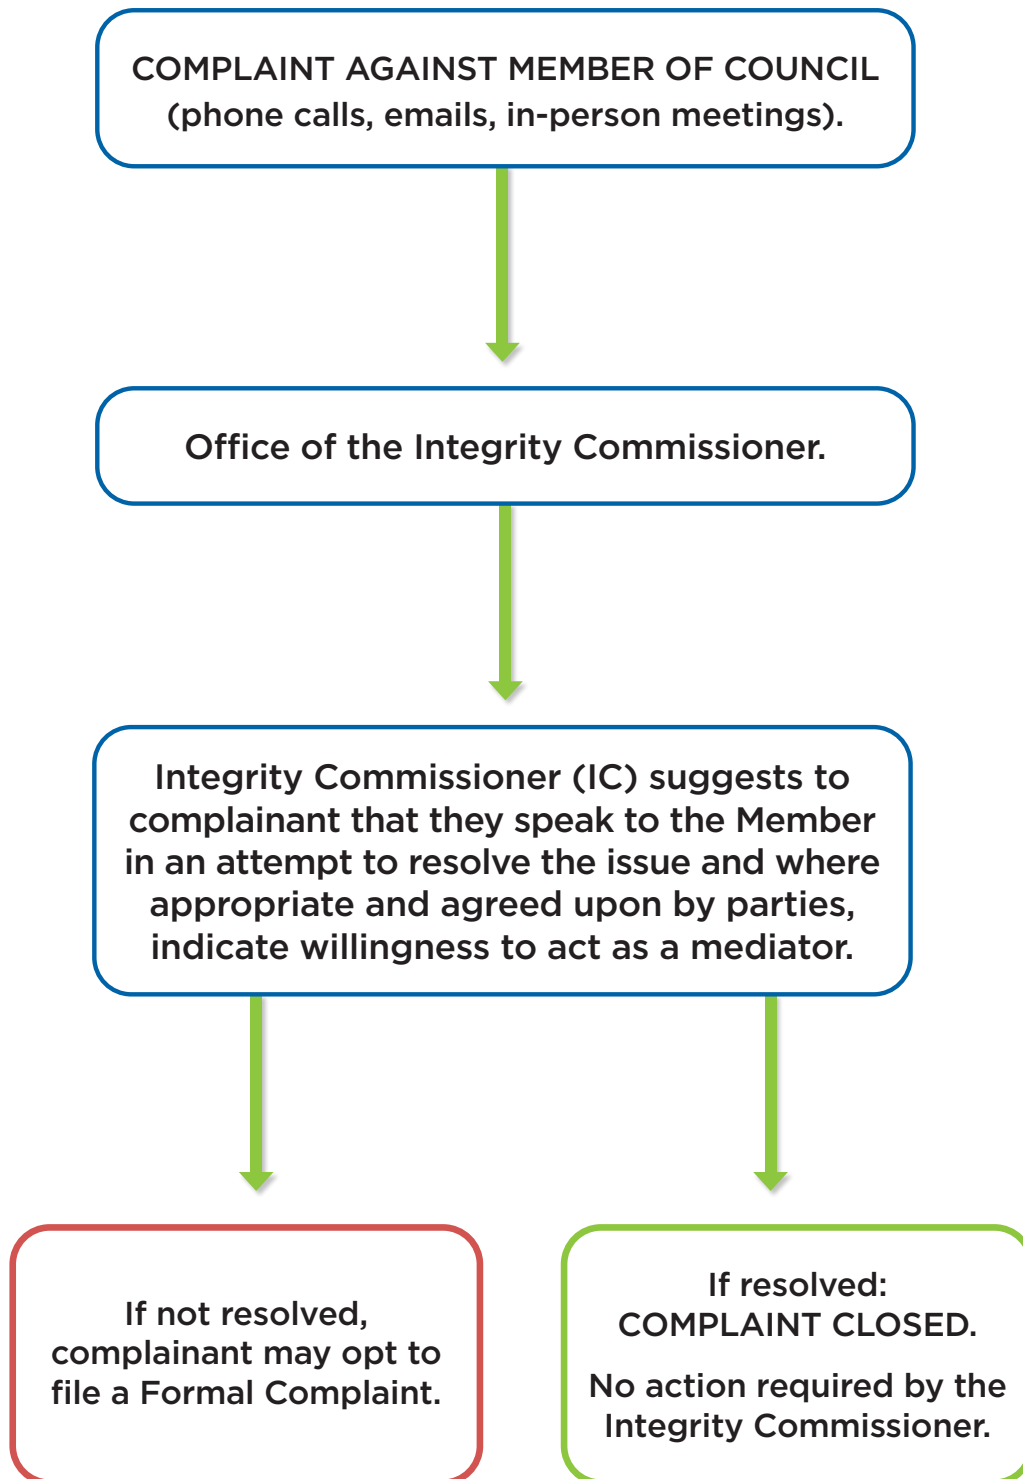 COMPLAINT AGAINST MEMBER OF COUNCIL
(phone calls, emails, in-person meetings).
Office of the Integrity Commissioner.
Integrity Commissioner (IC) suggests to
complainant that they speak to the Member
in an attempt to resolve the issue and where
appropriate and agreed upon by parties,
indicate willingness to act as a mediator.
If not resolved,
complainant may opt to
file a Formal Complaint.
If resolved:
COMPLAINT CLOSED.
No action required by the
Integrity Commissioner.